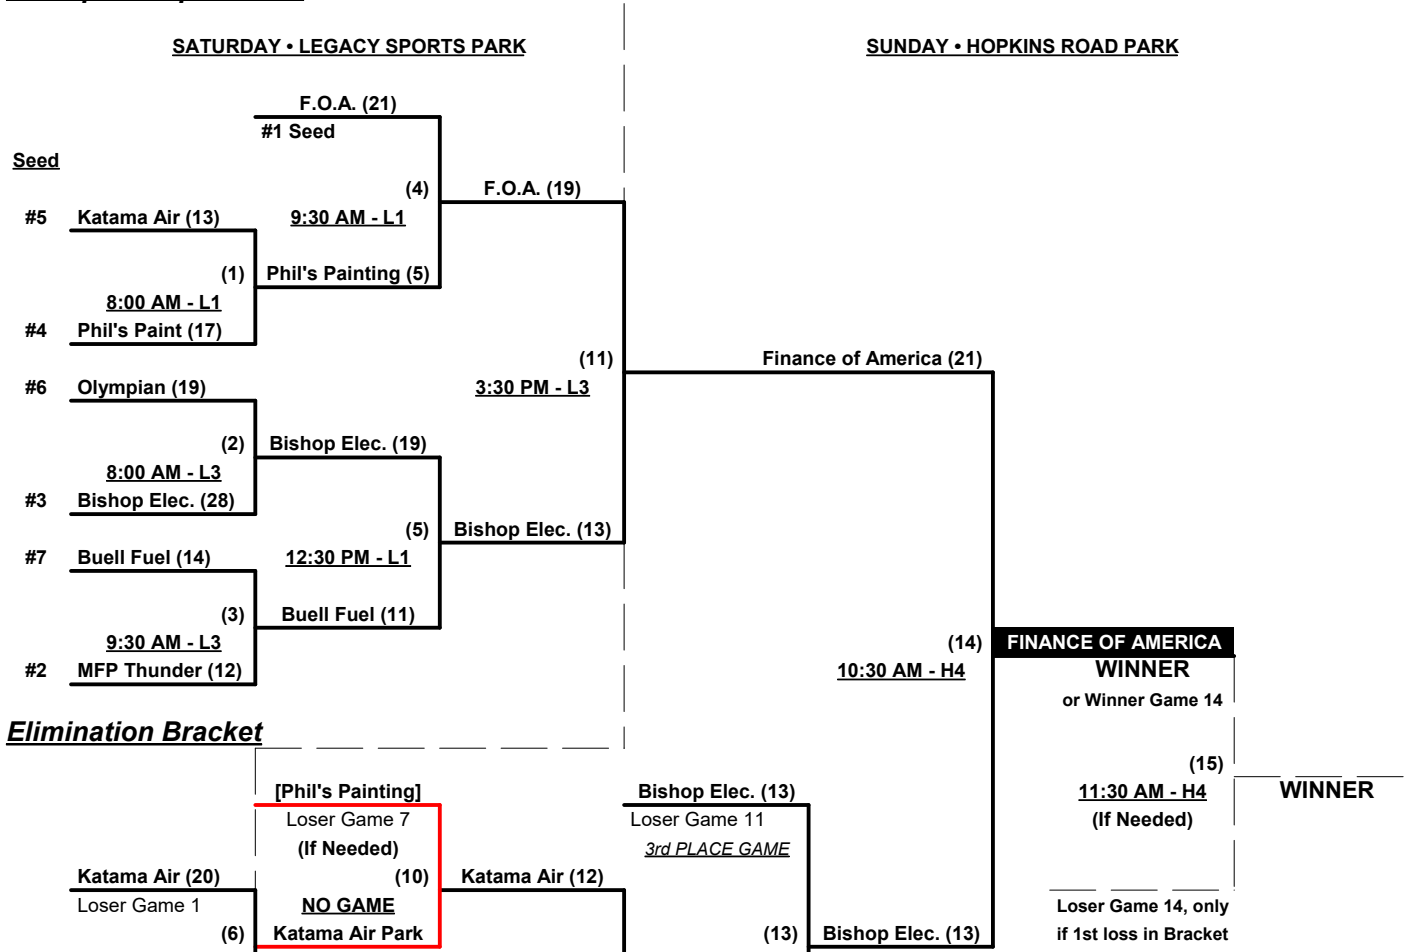 SATURDAY • LEGACY SPORTS PARK
SUNDAY • HOPKINS ROAD PARK
F.O.A. (21)
#1 Seed
Seed
(4)
F.O.A. (19)
#5
Katama Air (13)
9:30 AM - L1
(1)
Phil's Painting (5)
8:00 AM - L1
#4
Phil's Paint (17)
(11)
Finance of America (21)
#6
Olympian (19)
3:30 PM - L3
(2)
Bishop Elec. (19)
8:00 AM - L3
#3
Bishop Elec. (28)
(5)
Bishop Elec. (13)
#7
Buell Fuel (14)
12:30 PM - L1
(3)
Buell Fuel (11)
9:30 AM - L3
(14)
FINANCE OF AMERICA
#2
MFP Thunder (12)
10:30 AM - H4
WINNER
or Winner Game 14
Elimination Bracket
(15)
[Phil's Painting]
Bishop Elec. (13)
11:30 AM - H4
WINNER
Loser Game 7
Loser Game 11
(If Needed)
(If Needed)
3rd PLACE GAME
Katama Air (20)
(10)
Katama Air (12)
Loser Game 1
NO GAME
Loser Game 14, only
(6)
Katama Air Park
(13)
Bishop Elec. (13)
if 1st loss in Bracket